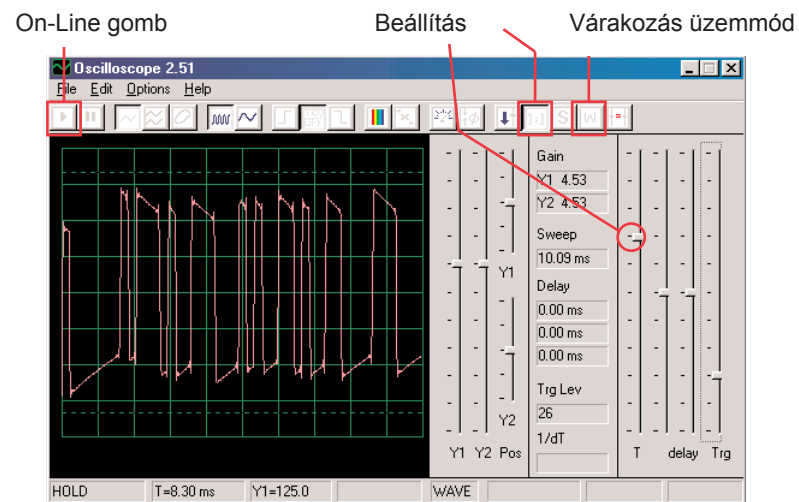 On-Line gomb Beállítás Várakozás üzemmód
Oscilloscope 2.51
File Edit Options Help
1:1 S W
Gain
Y1 4.53
Y2 4.53
Sweep
10.09 ms
Y1
Delay
0.00 ms
0.00 ms
0.00 ms
Trg Lev
26
Y2
1/dT
Y1 Y2 Pos T delay Trg
HOLD T=8.30 ms Y1=125.0 WAVE